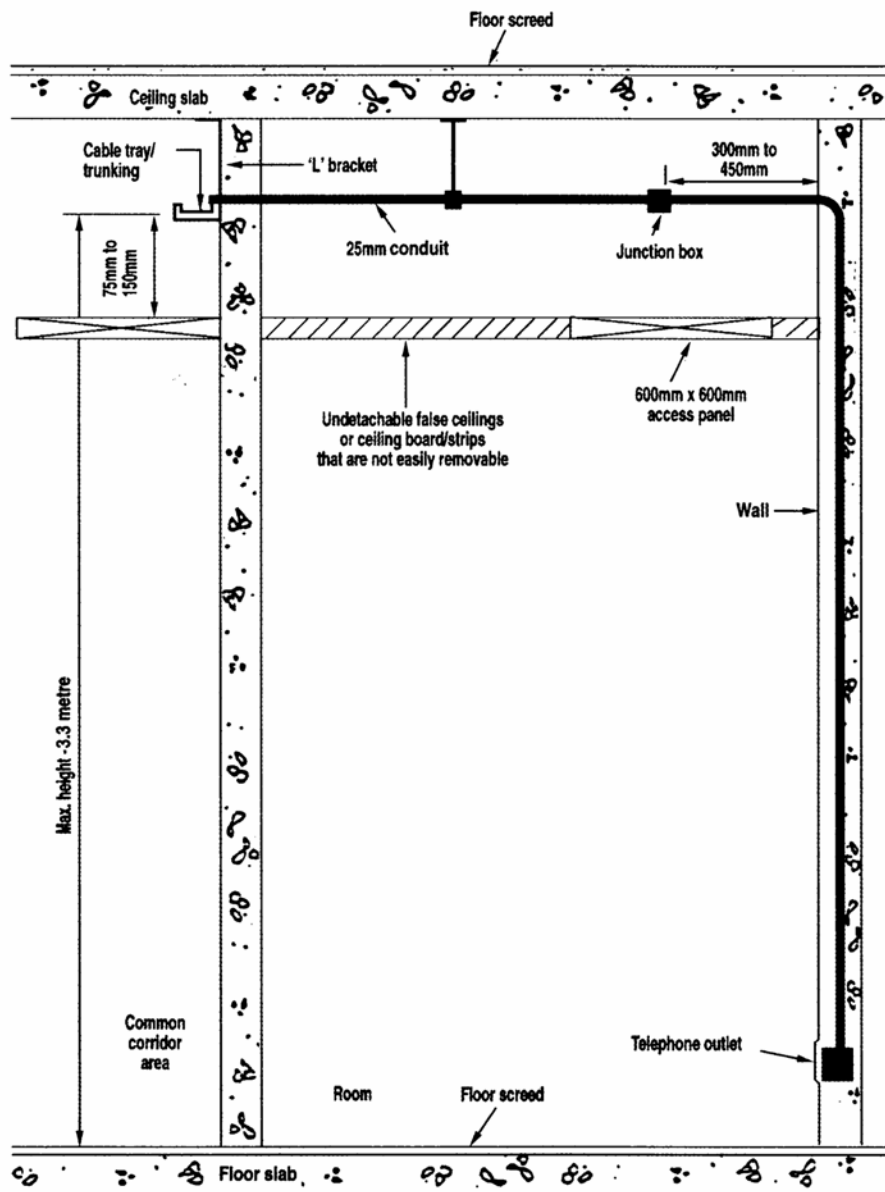 Floor screed
Ceiling slab
Cable tray/
trunking
'L' bracket
300mm to
450mm
25mm conduit
Junction box
75mm to
150mm
600mm x 600mm
access panel
Undetachable false ceilings
or ceiling board/strips
that are not easily removable
Wall
Max. height -3.3 metre
Common
corridor
area
Telephone outlet
Room
Floor screed
Floor slab